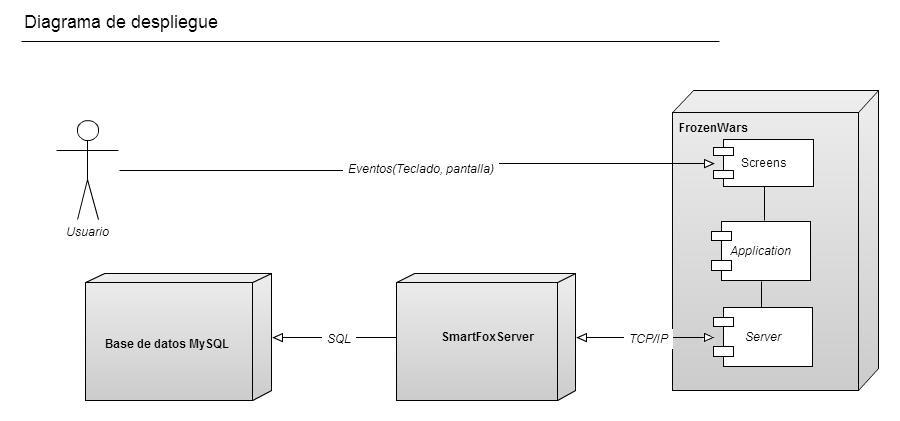 Diagrama de despliegue
FrozenWars
Screens
Eventos(Teclado, pantalla)
Usuario
Application
Base de datos MySQL
SQL
SmartFoxServer
TCP/IP
Server